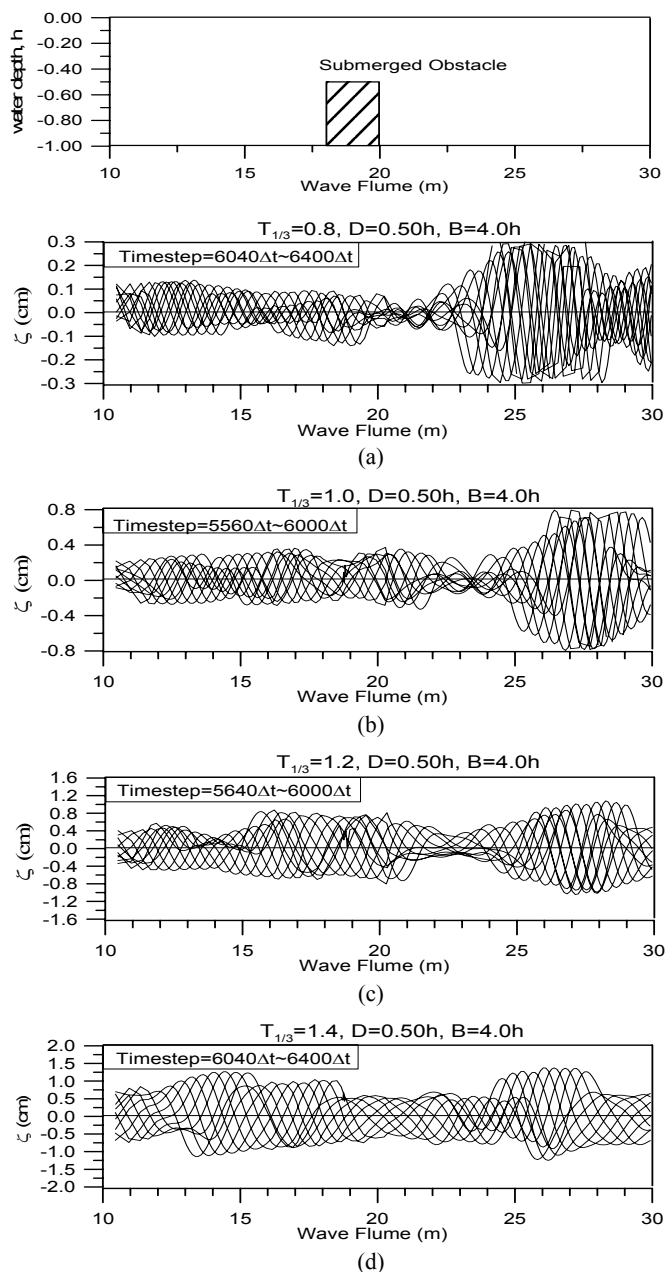 0.00
-0.20
-0.40
-0.60
-0.80
-1.00
water depth, h
Submerged Obstacle
10 15 20 25 30
Wave Flume (m)
T1/3=0.8, D=0.50h, B=4.0h
Timestep=6040Δt~6400Δt
0.3
0.2
0.1
0.0
-0.1
-0.2
-0.3
ζ (cm)
10 15 20 25 30
Wave Flume (m)
(a)
T1/3=1.0, D=0.50h, B=4.0h
Timestep=5560Δt~6000Δt
0.8
0.4
0.0
-0.4
-0.8
ζ (cm)
10 15 20 25 30
Wave Flume (m)
(b)
T1/3=1.2, D=0.50h, B=4.0h
Timestep=5640Δt~6000Δt
1.6
1.2
0.8
0.4
0.0
-0.4
-0.8
-1.2
-1.6
ζ (cm)
10 15 20 25 30
Wave Flume (m)
(c)
T1/3=1.4, D=0.50h, B=4.0h
Timestep=6040Δt~6400Δt
2.0
1.5
1.0
0.5
0.0
-0.5
-1.0
-1.5
-2.0
ζ (cm)
10 15 20 25 30
Wave Flume (m)
(d)